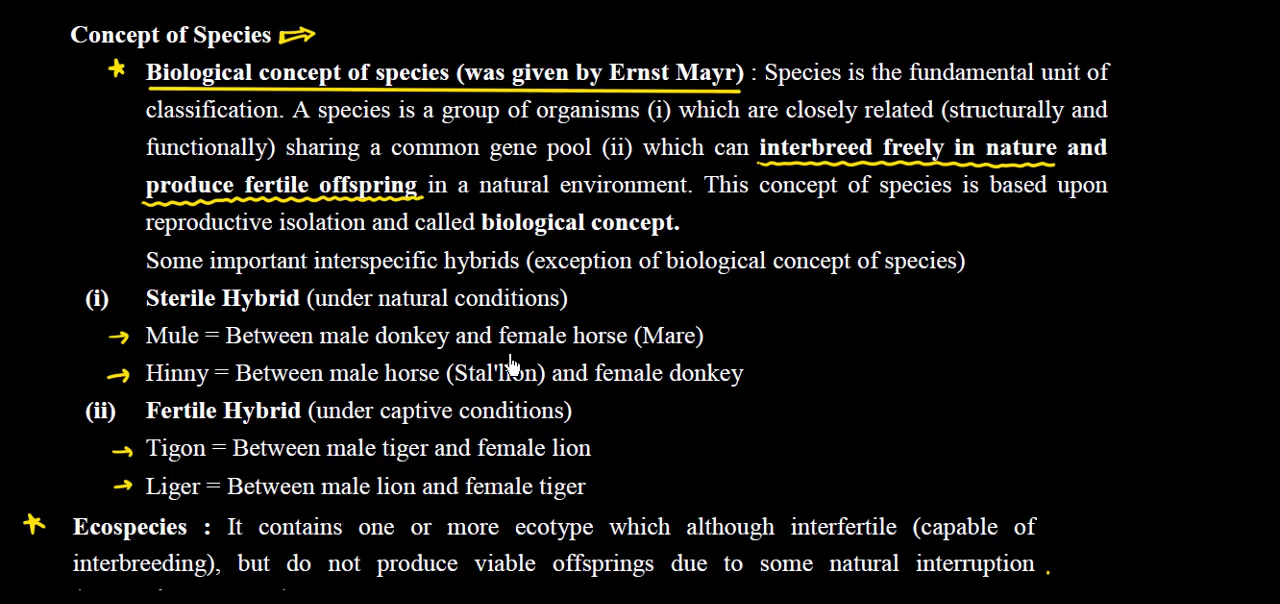 Concept of Species
Biological concept of species (was given by Ernst Mayr) : Species is the fundamental unit of
classification. A species is a group of organisms (i) which are closely related (structurally and
functionally) sharing a common gene pool (ii) which can interbreed freely in nature and
produce fertile offspring in a natural environment. This concept of species is based upon
reproductive isolation and called biological concept.
Some important interspecific hybrids (exception of biological concept of species)
(i) Sterile Hybrid (under natural conditions)
Mule = Between male donkey and female horse (Mare)
Hinny = Between male horse (Stal'lion) and female donkey
(ii) Fertile Hybrid (under captive conditions)
Tigon = Between male tiger and female lion
Liger = Between male lion and female tiger
Ecospecies : It contains one or more ecotype which although interfertile (capable of
interbreeding), but do not produce viable offsprings due to some natural interruption